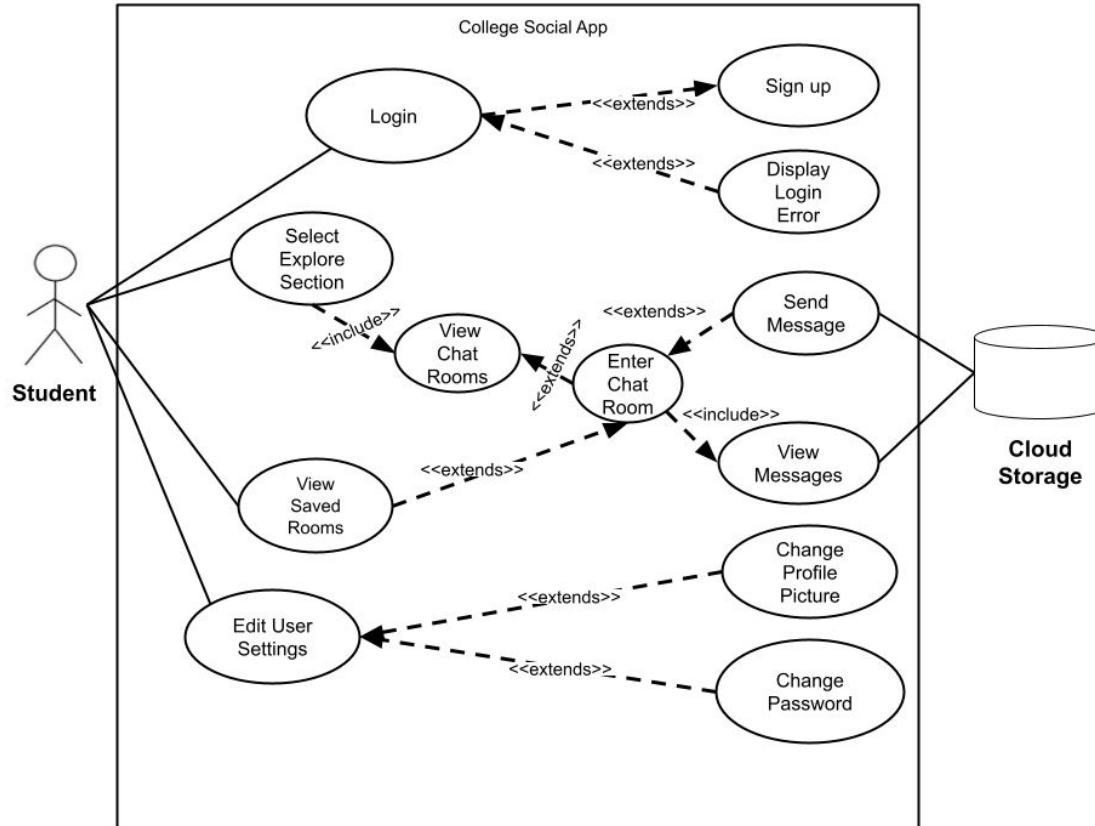 College Social App
Login
<<extends>>
Sign up
<<extends>>
Display
Login
Error
Select
Explore
Section
<<include>>
View
Chat
Rooms
<<extends>>
Enter
Chat
Room
<<extends>>
Send
Message
<<include>>
View
Messages
Student
Cloud
Storage
View
Saved
Rooms
<<extends>>
Edit User
Settings
<<extends>>
Change
Profile
Picture
<<extends>>
Change
Password